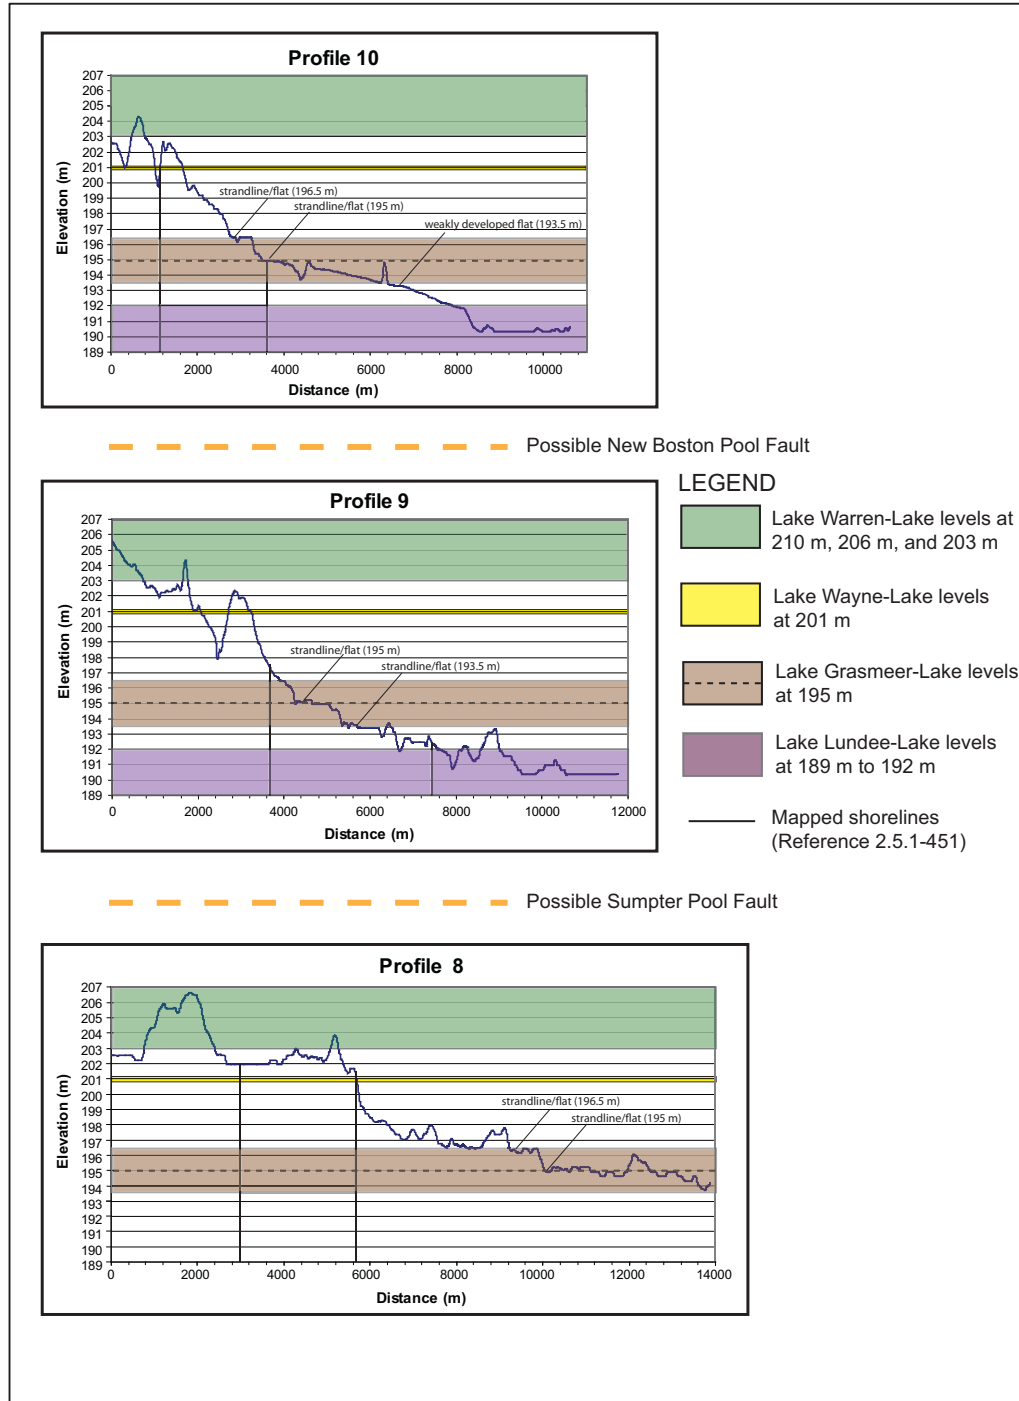 Profile 10
207
206
205
204
203
202
201
200
199
198
197
196
195
194
193
192
191
190
189
Elevation (m)
strandline/flat (196.5 m)
strandline/flat (195 m)
weakly developed flat (193.5 m)
0 2000 4000 6000 8000 10000
Distance (m)
Possible New Boston Pool Fault
Profile 9
207
206
205
204
203
202
201
200
199
198
197
196
195
194
193
192
191
190
189
Elevation (m)
strandline/flat (195 m)
strandline/flat (193.5 m)
0 2000 4000 6000 8000 10000 12000
Distance (m)
LEGEND
Lake Warren-Lake levels at
210 m, 206 m, and 203 m
Lake Wayne-Lake levels
at 201 m
Lake Grasmeer-Lake levels
at 195 m
Lake Lundee-Lake levels
at 189 m to 192 m
Mapped shorelines
(Reference 2.5.1-451)
Possible Sumpter Pool Fault
Profile 8
207
206
205
204
203
202
201
200
199
198
197
196
195
194
193
192
191
190
189
Elevation (m)
strandline/flat (196.5 m)
strandline/flat (195 m)
0 2000 4000 6000 8000 10000 12000 14000
Distance (m)